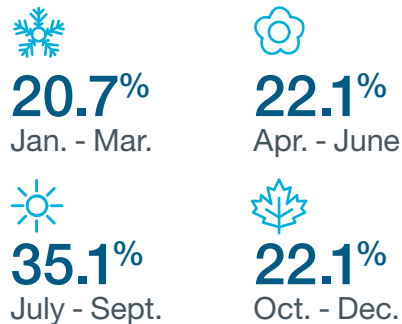 20.7%
Jan. - Mar.
22.1%
Apr. - June
35.1%
July - Sept.
22.1%
Oct. - Dec.